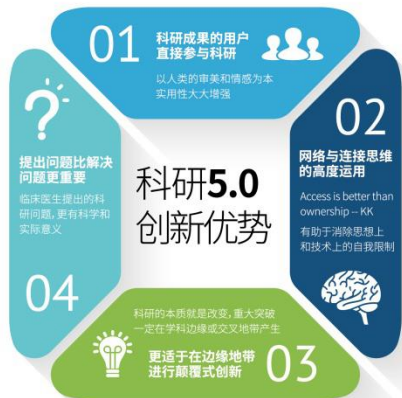 01
科研成果的用户
直接参与科研
以人类的审美和情感为本
实用性大大增强
02
网络与连接思维
的高度运用
Access is better than
ownership -- KK
有助于消除思想上
和技术上的自我限制
科研5.0
创新优势
科研的本质就是改变,重大突破
一定在学科边缘或交叉地带产生
更适于在边缘地带
进行颠覆式创新
03
提出问题比解决
问题更重要
临床医生提出的科
研问题,更有科学和
实际意义
04